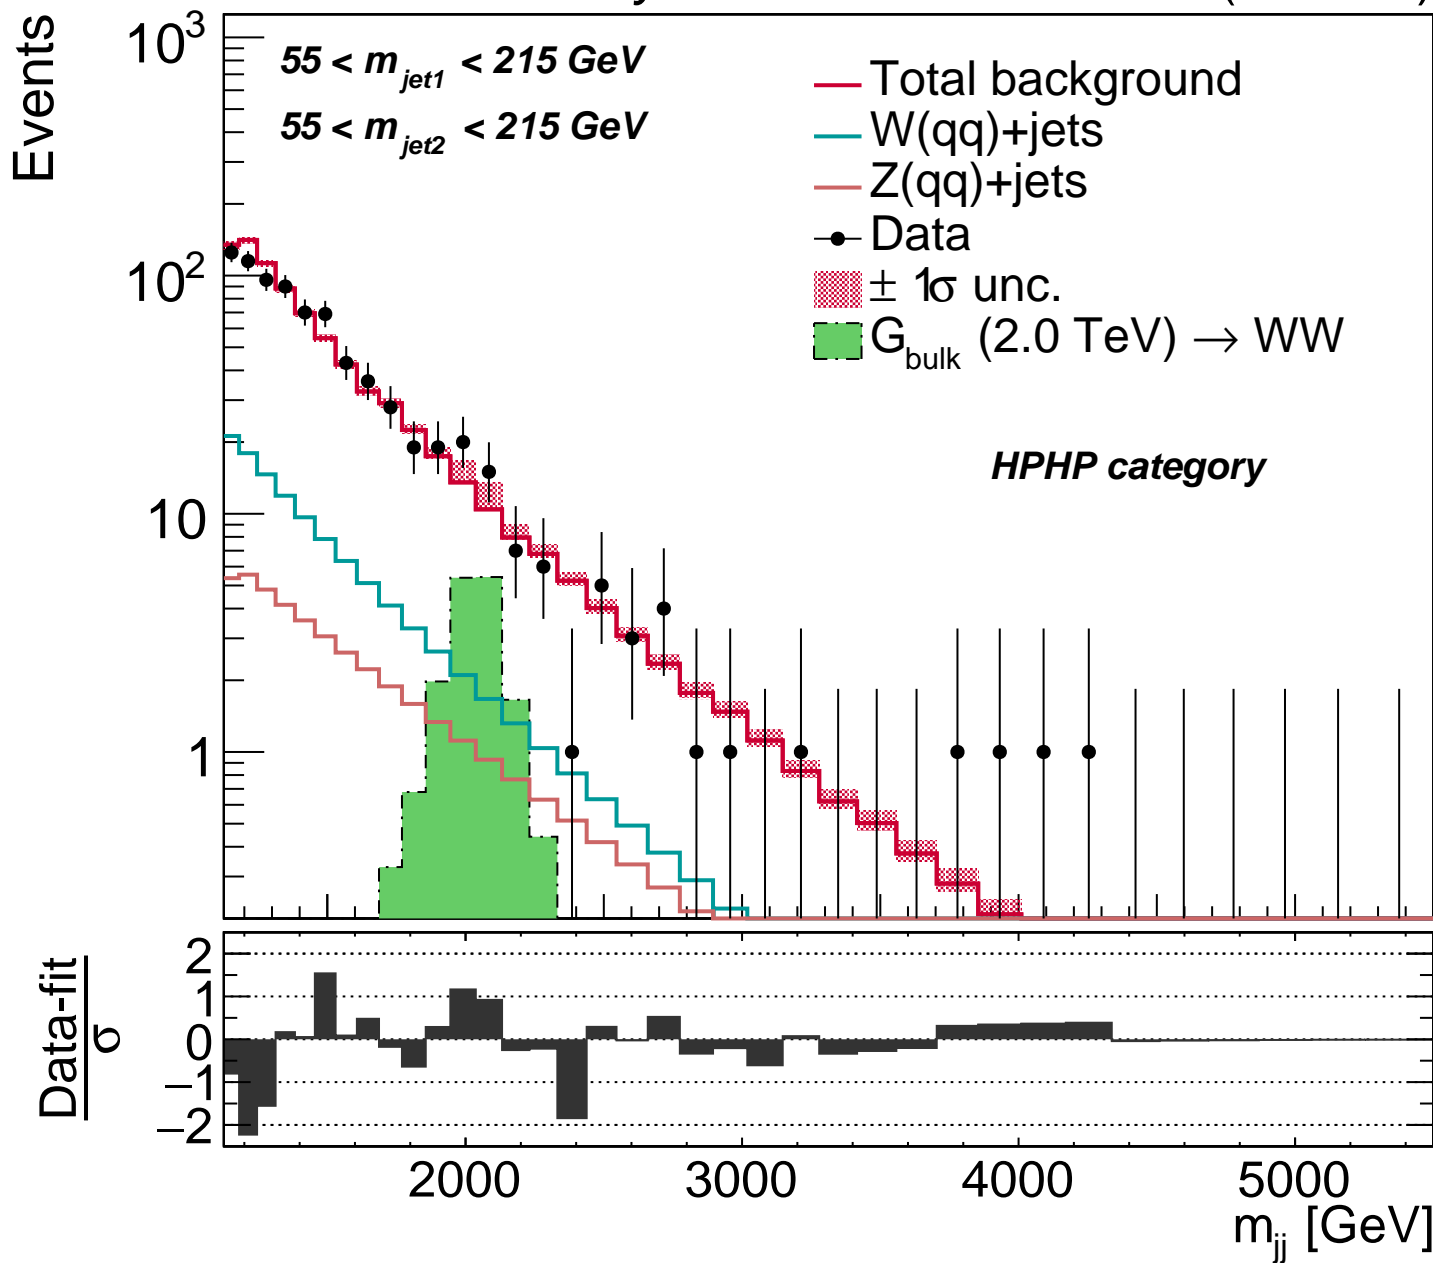 Events
10³
10²
10
1
55 < m_jet1 < 215 GeV
55 < m_jet2 < 215 GeV
Total background
W(qq)+jets
Z(qq)+jets
Data
± 1σ unc.
G_bulk (2.0 TeV) → WW
HPHP category
Data-fit
σ
2
1
0
−1
−2
2000 3000 4000 5000
m_jj [GeV]